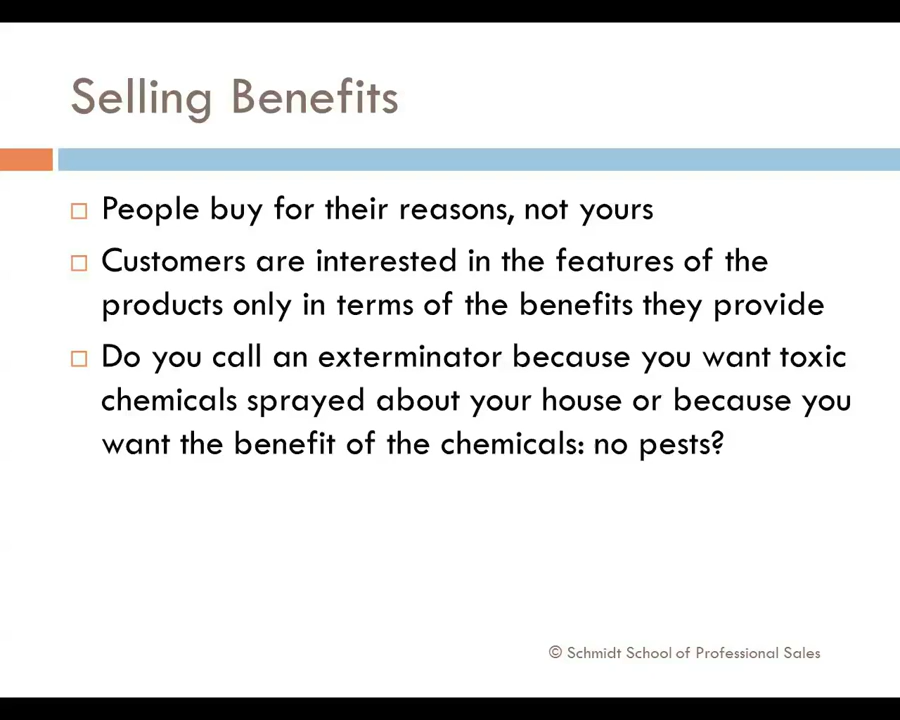 Selling Benefits
People buy for their reasons, not yours
Customers are interested in the features of the
products only in terms of the benefits they provide
Do you call an exterminator because you want toxic
chemicals sprayed about your house or because you
want the benefit of the chemicals: no pests?
© Schmidt School of Professional Sales